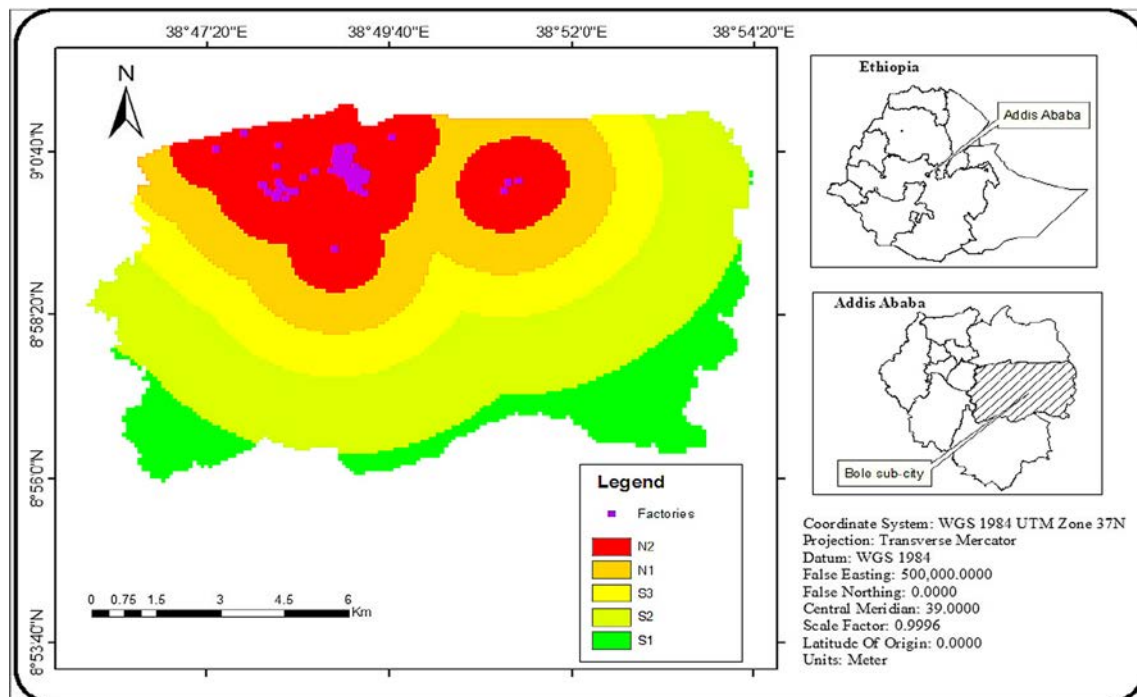 38°47'20"E 38°49'40"E 38°52'0"E 38°54'20"E
N
9°0'40"N
8°58'20"N
8°56'0"N
8°53'40"N
0 0.75 1.5 3 4.5 6
Km
Legend
Factories
N2
N1
S3
S2
S1
Ethiopia
Addis Ababa
Addis Ababa
Bole sub-city
Coordinate System: WGS 1984 UTM Zone 37N
Projection: Transverse Mercator
Datum: WGS 1984
False Easting: 500,000.0000
False Northing: 0.0000
Central Meridian: 39.0000
Scale Factor: 0.9996
Latitude Of Origin: 0.0000
Units: Meter